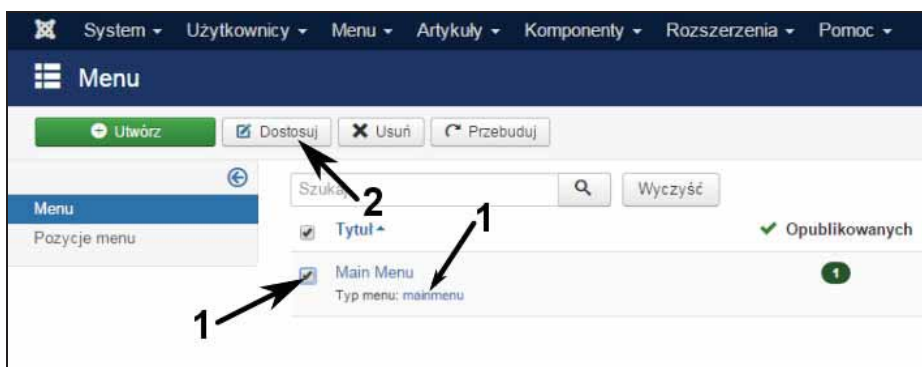 System Użytkownicy Menu Artykuły Komponenty Rozszerzenia Pomoc
Menu
Utwórz Dostosuj Usuń Przebuduj
Szukaj Wyczyść
2
1
Menu
Tytuł Opublikowanych
Pozycje menu
Main Menu 1
Typ menu: mainmenu
1